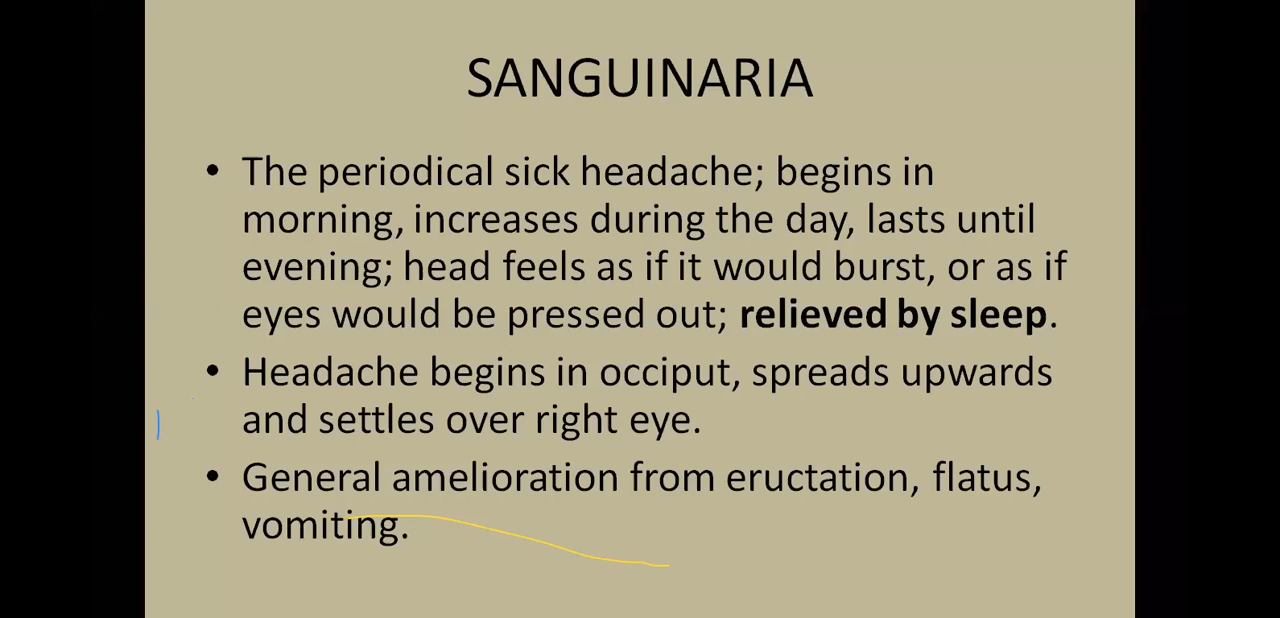 SANGUINARIA
• The periodical sick headache; begins in
morning, increases during the day, lasts until
evening; head feels as if it would burst, or as if
eyes would be pressed out; relieved by sleep.
• Headache begins in occiput, spreads upwards
and settles over right eye.
• General amelioration from eructation, flatus,
vomiting.